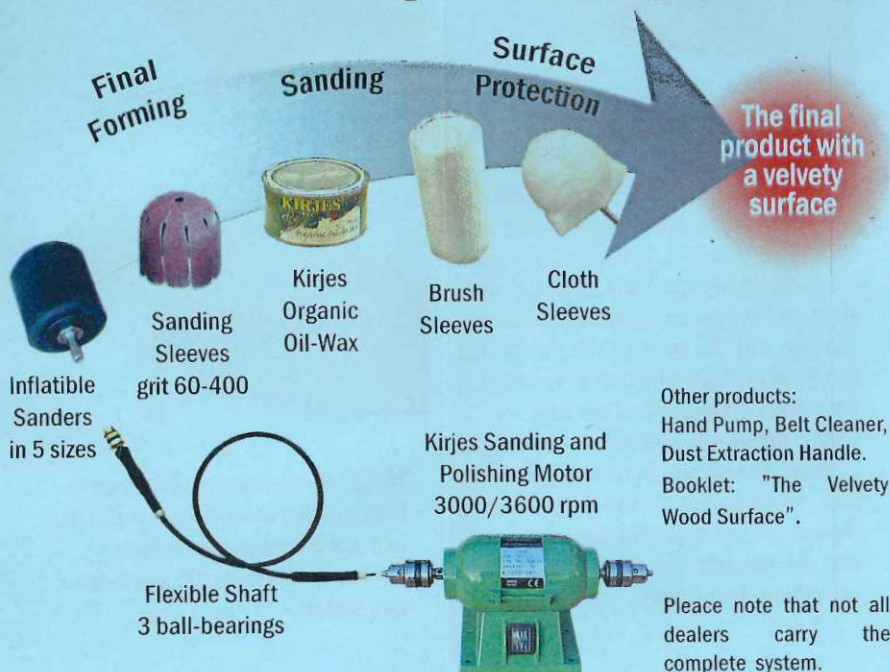 Final
Forming
Sanding
Surface
Protection
The final
product with
a velvety
surface
KIRJES
Inflatible
Sanders
in 5 sizes
Sanding
Sleeves
grit 60-400
Kirjes
Organic
Oil-Wax
Brush
Sleeves
Cloth
Sleeves
Flexible Shaft
3 ball-bearings
Kirjes Sanding and
Polishing Motor
3000/3600 rpm
Other products:
Hand Pump, Belt Cleaner,
Dust Extraction Handle.
Booklet: "The Velvety
Wood Surface".
Pleace note that not all
dealers carry the
complete system.